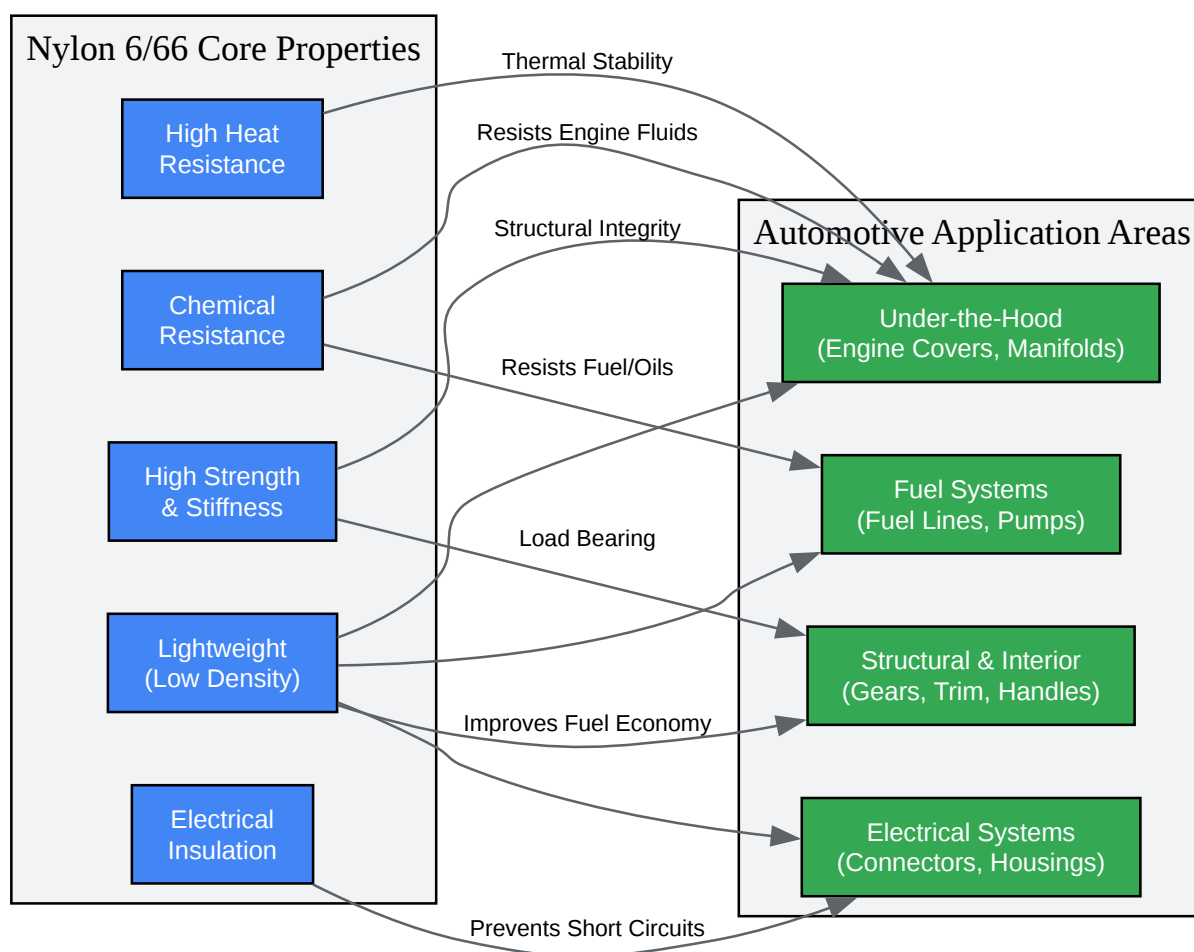 Nylon 6/66 Core Properties
High Heat
Resistance
Chemical
Resistance
High Strength
& Stiffness
Lightweight
(Low Density)
Electrical
Insulation
Thermal Stability
Resists Engine Fluids
Structural Integrity
Resists Fuel/Oils
Load Bearing
Improves Fuel Economy
Prevents Short Circuits
Automotive Application Areas
Under-the-Hood
(Engine Covers, Manifolds)
Fuel Systems
(Fuel Lines, Pumps)
Structural & Interior
(Gears, Trim, Handles)
Electrical Systems
(Connectors, Housings)